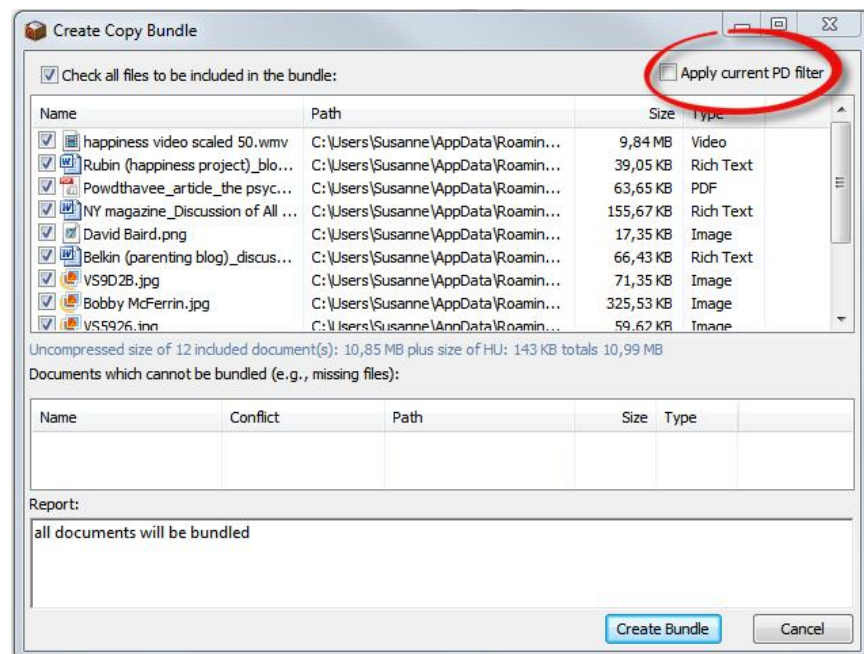 Create Copy Bundle
Check all files to be included in the bundle: Apply current PD filter
Name Path Size Type
happiness video scaled 50.wmv C:\Users\Susanne\AppData\Roamin... 9,84 MB Video
Rubin (happiness project)_blo... C:\Users\Susanne\AppData\Roamin... 39,05 KB Rich Text
Powdthavee_article_the psyc... C:\Users\Susanne\AppData\Roamin... 63,65 KB PDF
NY magazine_Discussion of All ... C:\Users\Susanne\AppData\Roamin... 155,67 KB Rich Text
David Baird.png C:\Users\Susanne\AppData\Roamin... 17,35 KB Image
Belkin (parenting blog)_discus... C:\Users\Susanne\AppData\Roamin... 66,43 KB Rich Text
VS9D2B.jpg C:\Users\Susanne\AppData\Roamin... 71,35 KB Image
Bobby McFerrin.jpg C:\Users\Susanne\AppData\Roamin... 325,53 KB Image
VS5926.jpg C:\Users\Susanne\AppData\Roamin... 59,62 KB Image
Uncompressed size of 12 included document(s): 10,85 MB plus size of HU: 143 KB totals 10,99 MB
Documents which cannot be bundled (e.g., missing files):
Name Conflict Path Size Type
Report:
all documents will be bundled
Create Bundle Cancel